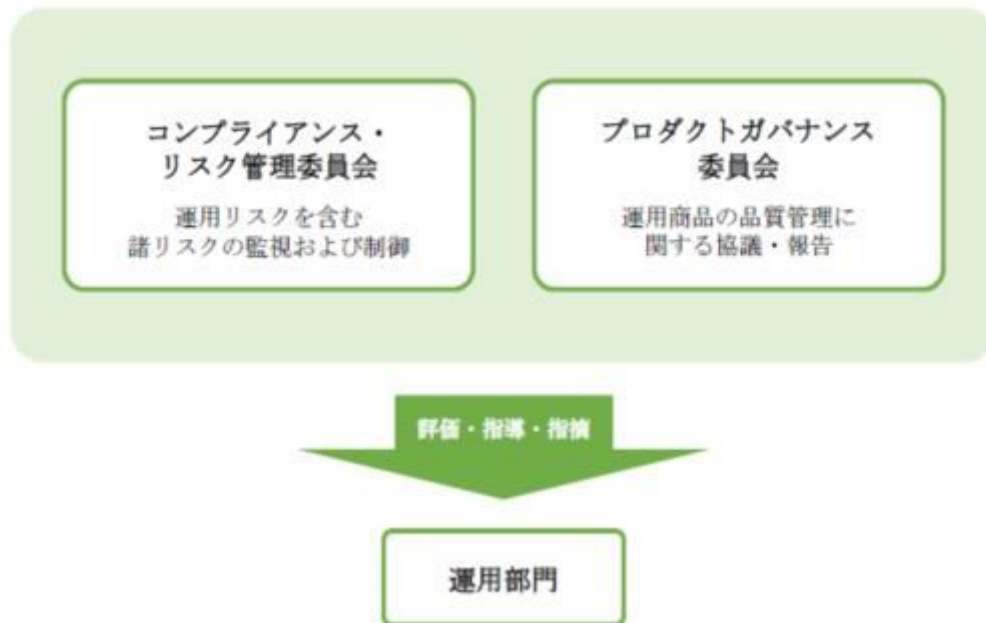 コンプライアンス・
リスク管理委員会
運用リスクを含む
諸リスクの監視および制御
プロダクトガバナンス
委員会
運用商品の品質管理に
関する協議・報告
評価・指導・指摘
運用部門